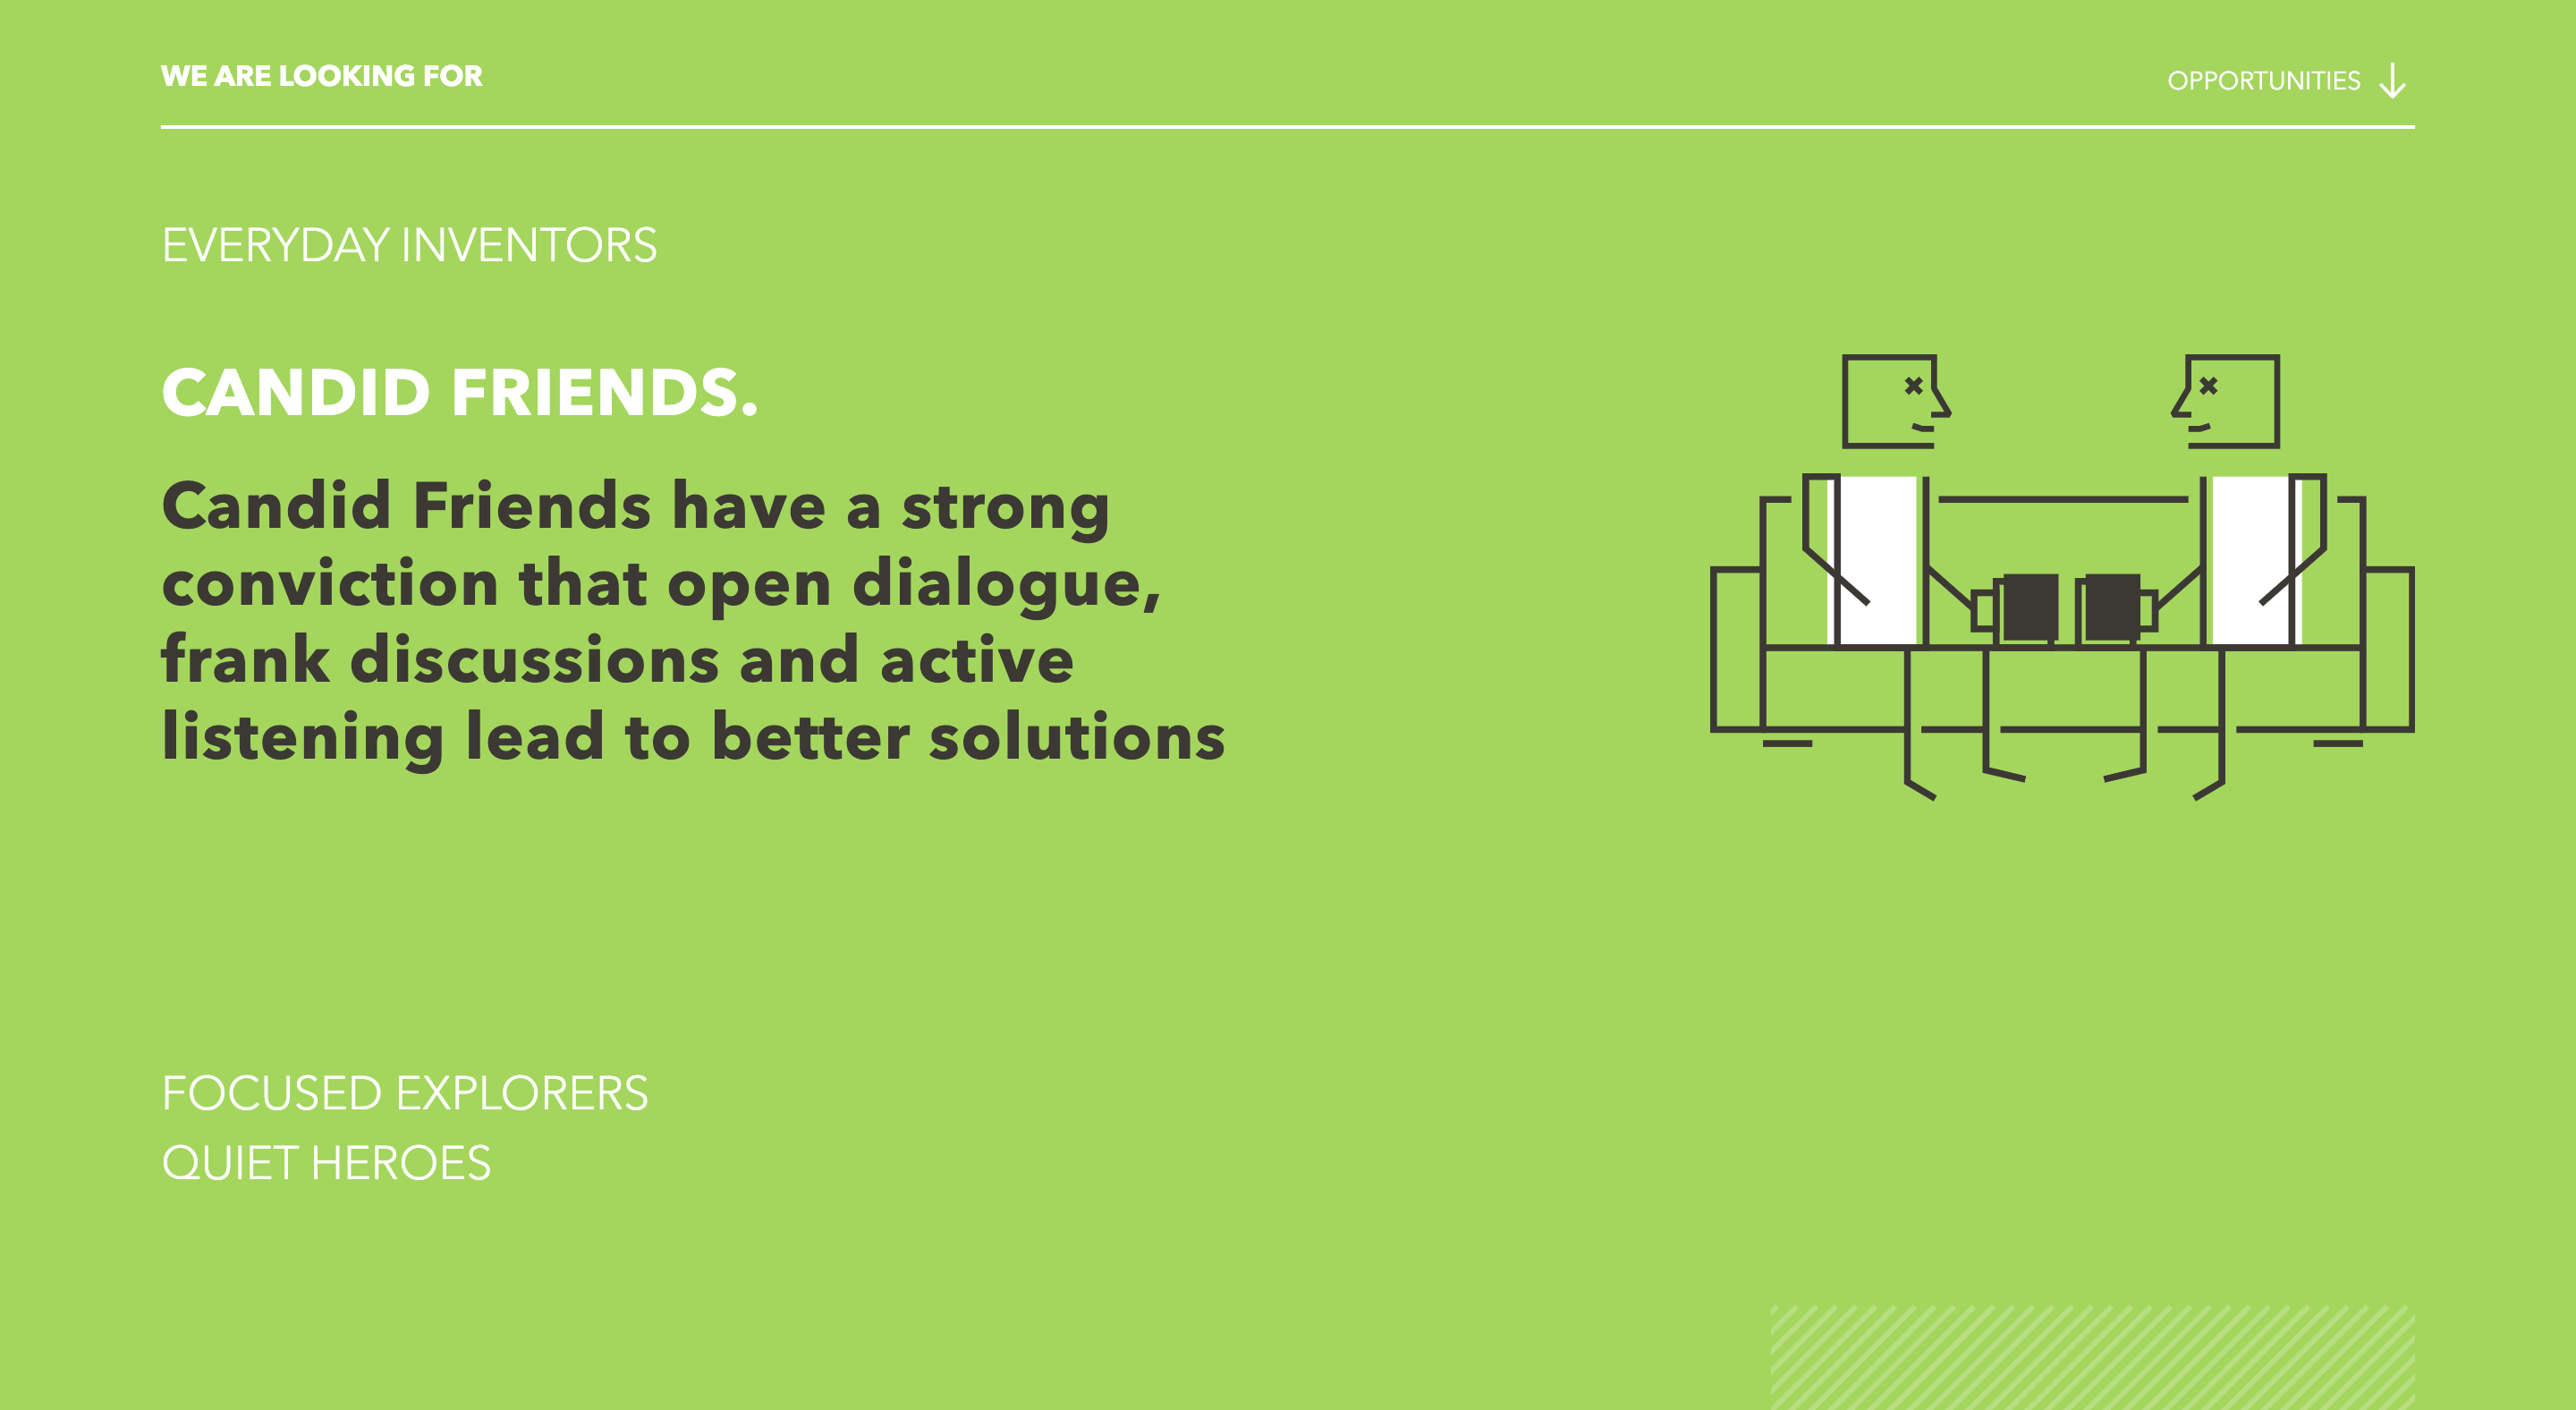 WE ARE LOOKING FOR
OPPORTUNITIES
EVERYDAY INVENTORS
CANDID FRIENDS.
Candid Friends have a strong
conviction that open dialogue,
frank discussions and active
listening lead to better solutions
FOCUSED EXPLORERS
QUIET HEROES